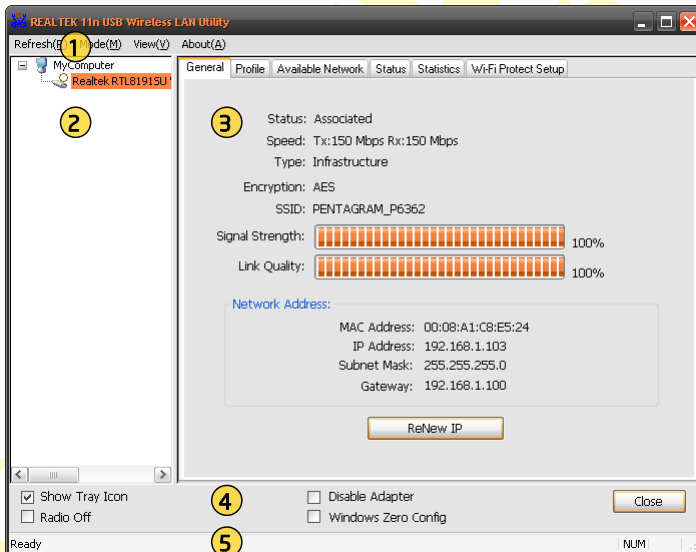 REALTEK 11n USB Wireless LAN Utility
Refresh( 1 Mode(M) View(V) About(A)
MyComputer
Realtek RTL8191SU
General Profile Available Network Status Statistics Wi-Fi Protect Setup
2
3
Status: Associated
Speed: Tx:150 Mbps Rx:150 Mbps
Type: Infrastructure
Encryption: AES
SSID: PENTAGRAM_P6362
Signal Strength: 100%
Link Quality: 100%
Network Address:
MAC Address: 00:08:A1:C8:E5:24
IP Address: 192.168.1.103
Subnet Mask: 255.255.255.0
Gateway: 192.168.1.100
ReNew IP
Show Tray Icon
Radio Off
4
Disable Adapter
Windows Zero Config
Close
Ready
5
NUM